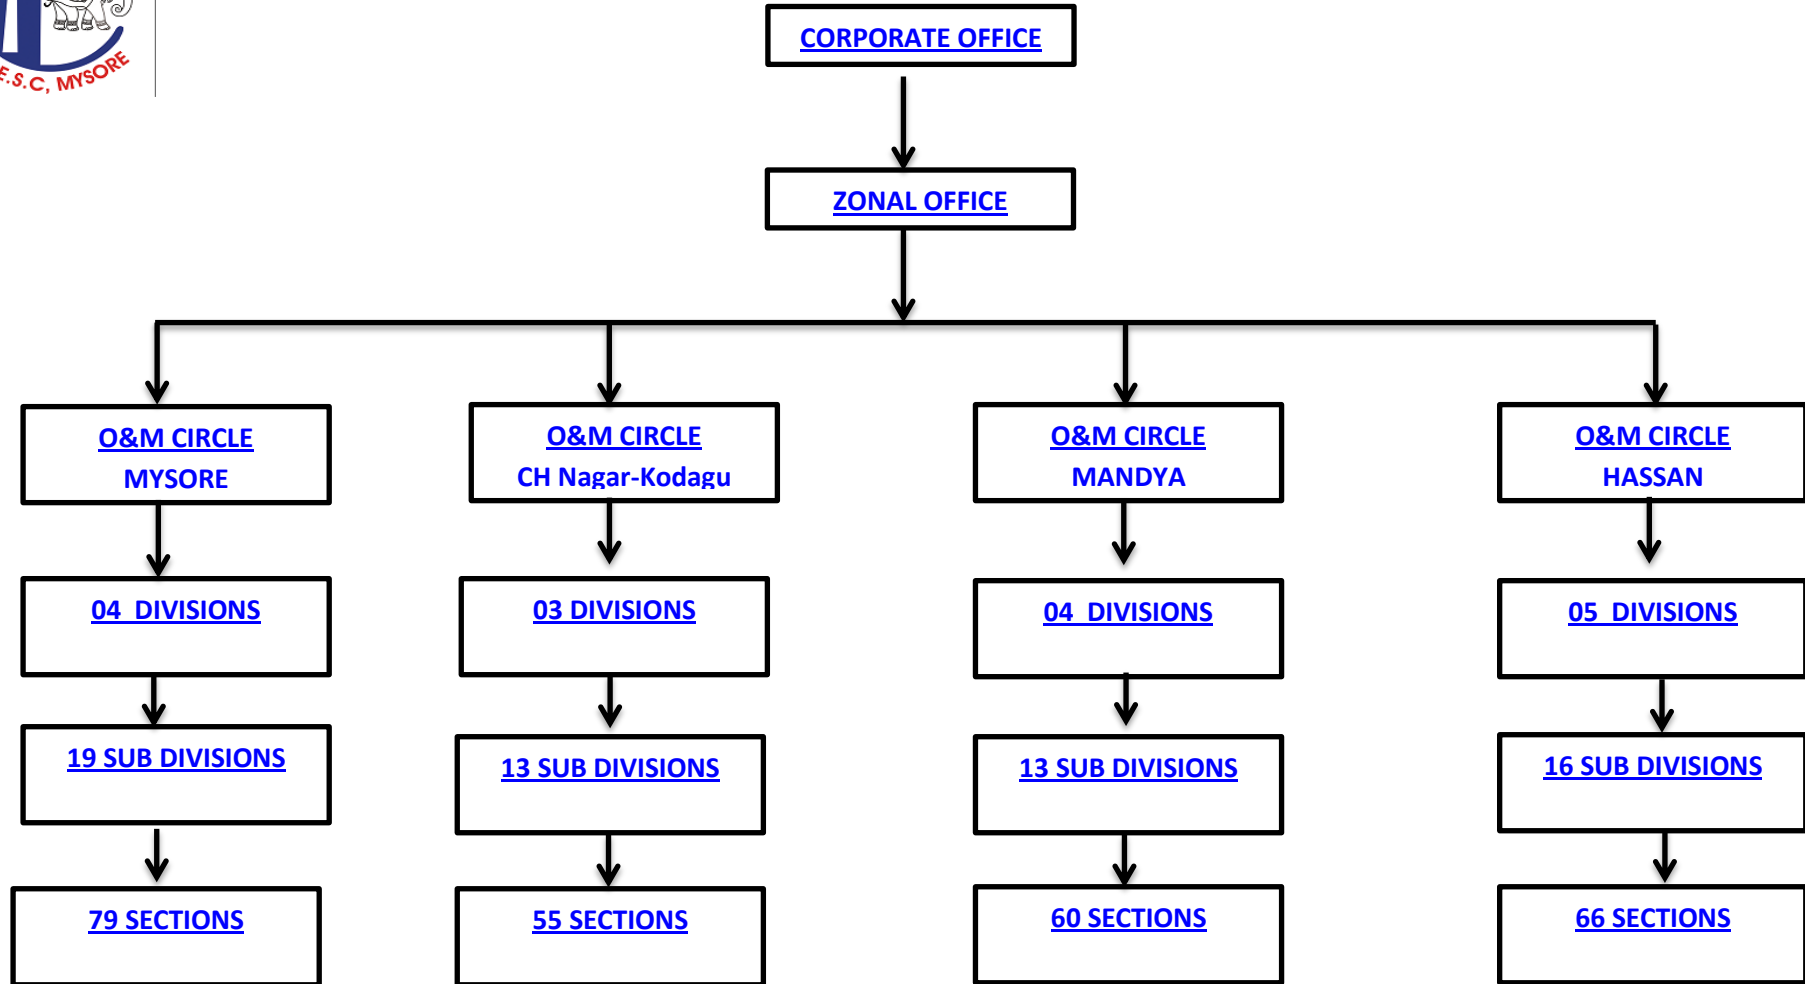 E.S.C, MYSORE
CORPORATE OFFICE
ZONAL OFFICE
O&M CIRCLE
MYSORE
O&M CIRCLE
CH Nagar-Kodagu
O&M CIRCLE
MANDYA
O&M CIRCLE
HASSAN
04 DIVISIONS
03 DIVISIONS
04 DIVISIONS
05 DIVISIONS
19 SUB DIVISIONS
13 SUB DIVISIONS
13 SUB DIVISIONS
16 SUB DIVISIONS
79 SECTIONS
55 SECTIONS
60 SECTIONS
66 SECTIONS